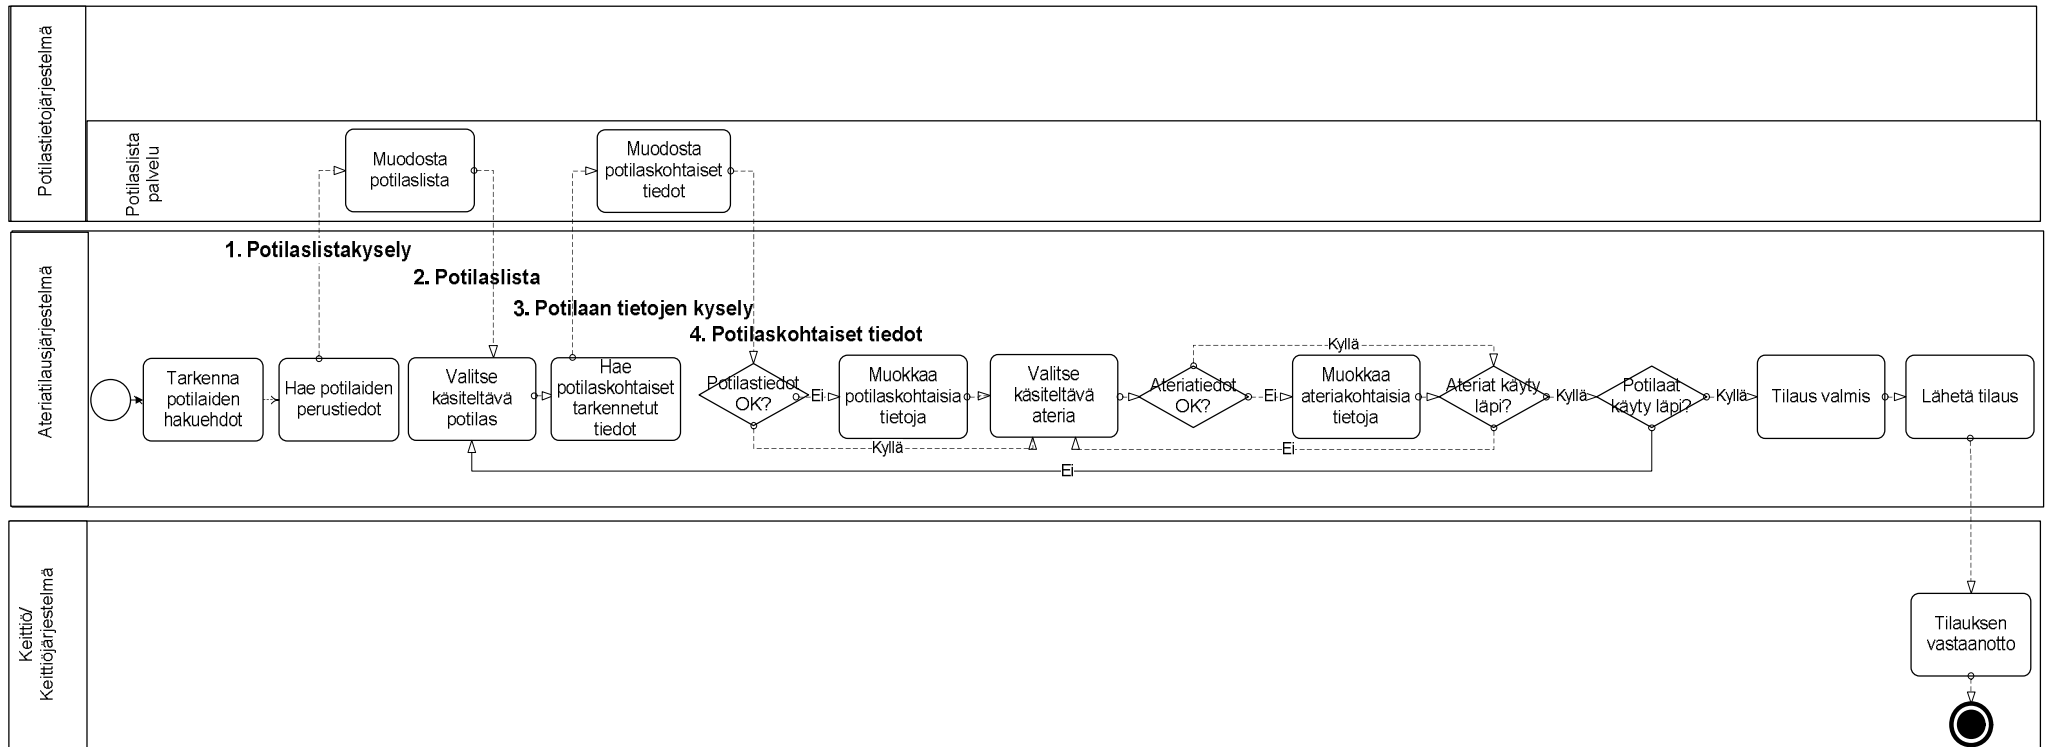 Potilastietojärjestelmä
Potilaslista
palvelu
Muodosta
potilaslista
Muodosta
potilaskohtaiset
tiedot
Ateriatilausjärjestelmä
1. Potilaslistakysely
2. Potilaslista
3. Potilaan tietojen kysely
4. Potilaskohtaiset tiedot
Tarkenna
potilaiden
hakuehdot
Hae potilaiden
perustiedot
Valitse
käsiteltävä
potilas
Hae
potilaskohtaiset
tarkennetut
tiedot
Potilastiedot
OK?
Ei
Kyllä
Muokkaa
potilaskohtaisia
tietoja
Valitse
käsiteltävä
ateria
Ateriatiedot
OK?
Kyllä
Ei
Muokkaa
ateriakohtaisia
tietoja
Ateriat käyty
läpi?
Ei
Kyllä
Potilaat
käyty läpi?
Ei
Kyllä
Tilaus valmis
Lähetä tilaus
Keittiö/
Keittiöjärjestelmä
Tilauksen
vastaanotto